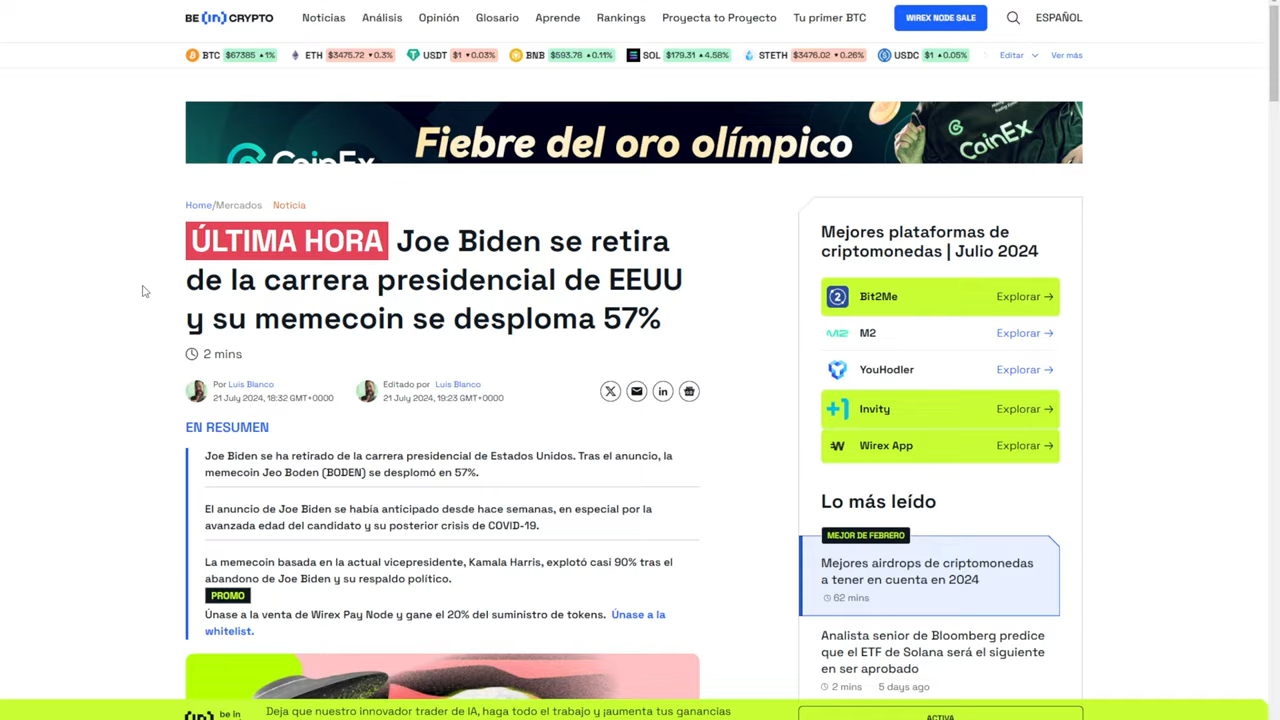 BE [IN] CRYPTO
Noticias Análisis Opinión Glosario Aprende Rankings Proyecto to Proyecto Tu primer BTC WIREX NODE SALE ESPAÑOL
BTC $67385 ▲1% ETH $3475.72 ▼0.3% USDT $1 ▼0.03% BNB $593.78 ▲0.11% SOL $179.31 ▲4.58% STETH $3476.02 ▼0.26% USDC $1 ▲0.05% Editar Ver más
CoinEx Fiebre del oro olímpico CoinEx
Home/Mercados Noticia
ÚLTIMA HORA Joe Biden se retira
de la carrera presidencial de EEUU
y su memecoin se desploma 57%
2 mins
Por Luis Blanco
21 July 2024, 18:32 GMT+0000
Editado por Luis Blanco
21 July 2024, 19:23 GMT+0000
EN RESUMEN
Joe Biden se ha retirado de la carrera presidencial de Estados Unidos. Tras el anuncio, la
memecoin Jeo Boden (BODEN) se desplomó en 57%.
El anuncio de Joe Biden se había anticipado desde hace semanas, en especial por la
avanzada edad del candidato y su posterior crisis de COVID-19.
La memecoin basada en la actual vicepresidente, Kamala Harris, explotó casi 90% tras el
abandono de Joe Biden y su respaldo político.
PROMO
Únase a la venta de Wirex Pay Node y gane el 20% del suministro de tokens. Únase a la
whitelist.
Mejores plataformas de
criptomonedas | Julio 2024
Bit2Me Explorar →
M2 Explorar →
YouHodler Explorar →
Invity Explorar →
Wirex App Explorar →
Lo más leído
MEJOR DE FEBRERO
Mejores airdrops de criptomonedas
a tener en cuenta en 2024
62 mins
Analista senior de Bloomberg predice
que el ETF de Solana será el siguiente
en ser aprobado
2 mins 5 days ago
be in
Deja que nuestro innovador trader de IA, haga todo el trabajo y ¡aumenta tus ganancias
ACTIVA